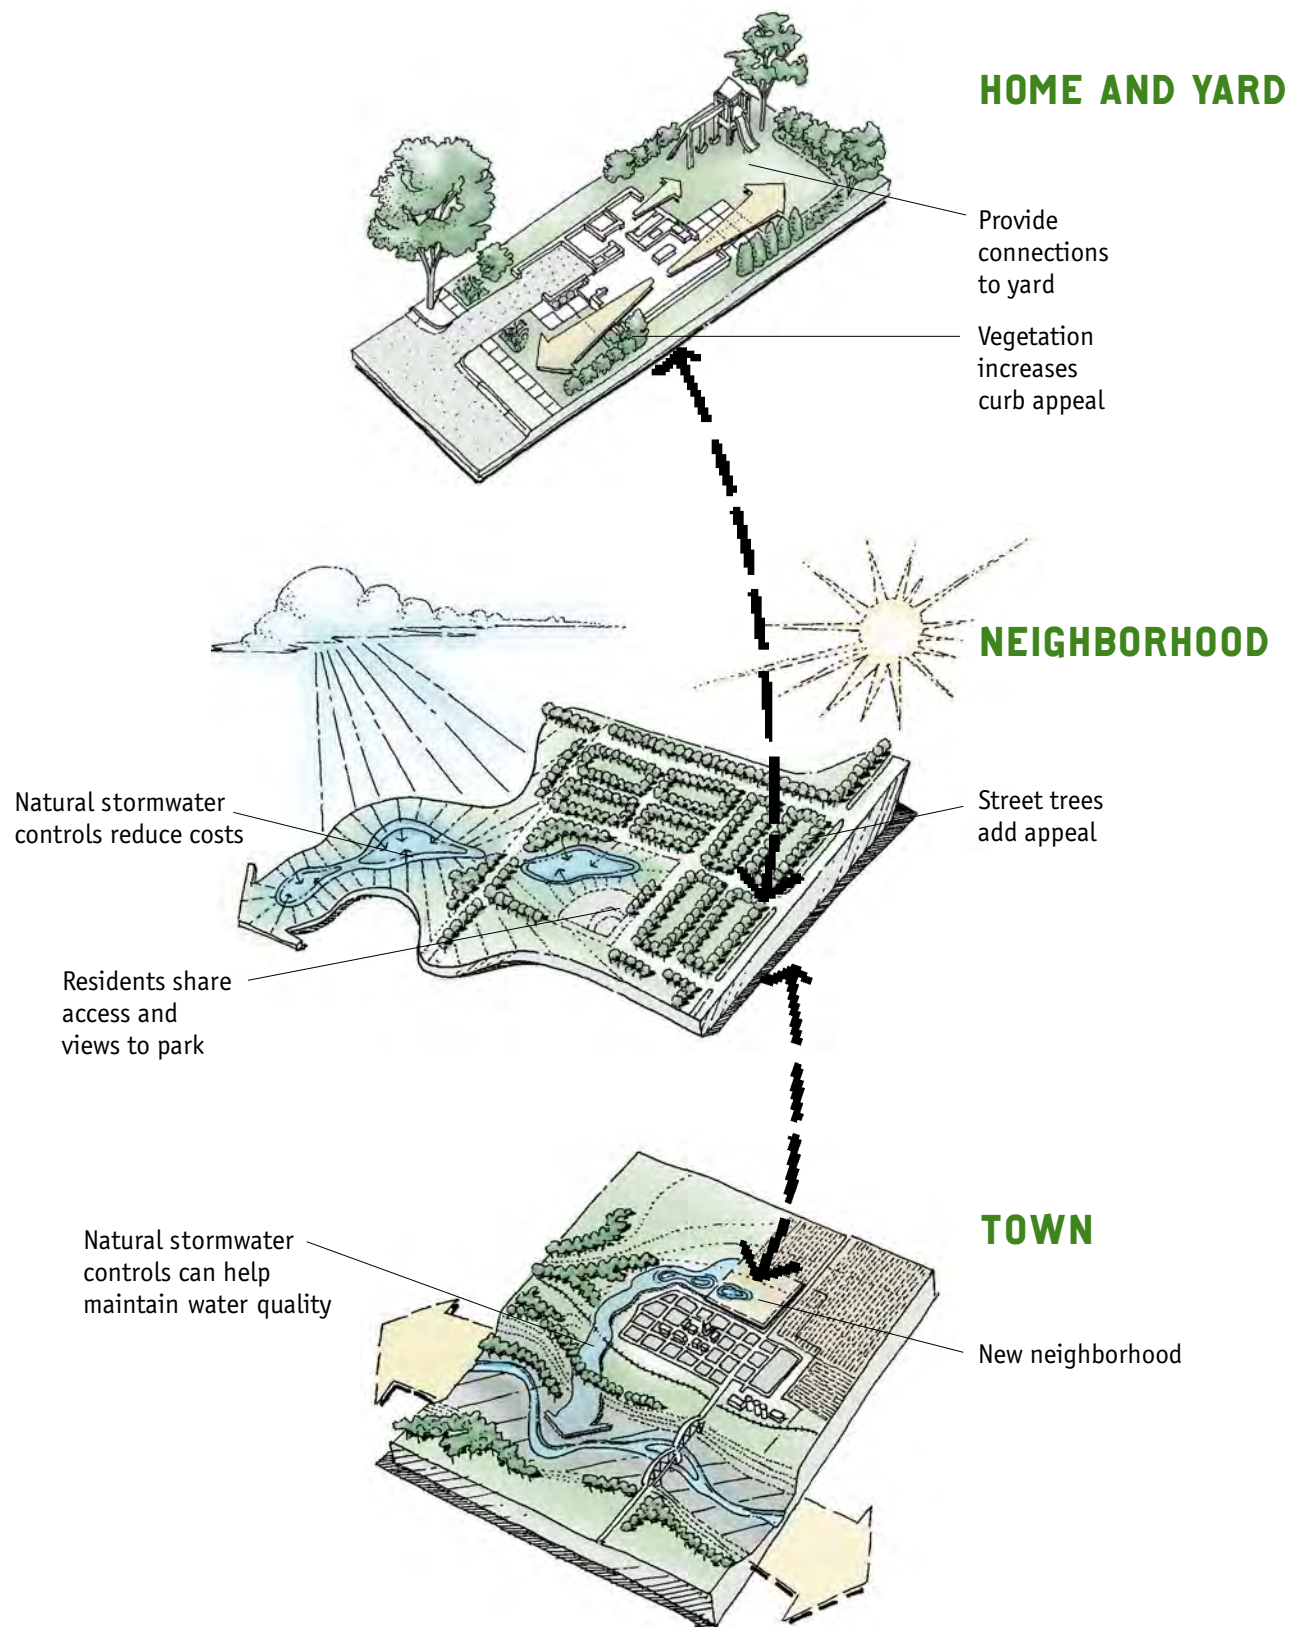 HOME AND YARD
Provide
connections
to yard
Vegetation
increases
curb appeal
NEIGHBORHOOD
Natural stormwater
controls reduce costs
Street trees
add appeal
Residents share
access and
views to park
TOWN
Natural stormwater
controls can help
maintain water quality
New neighborhood